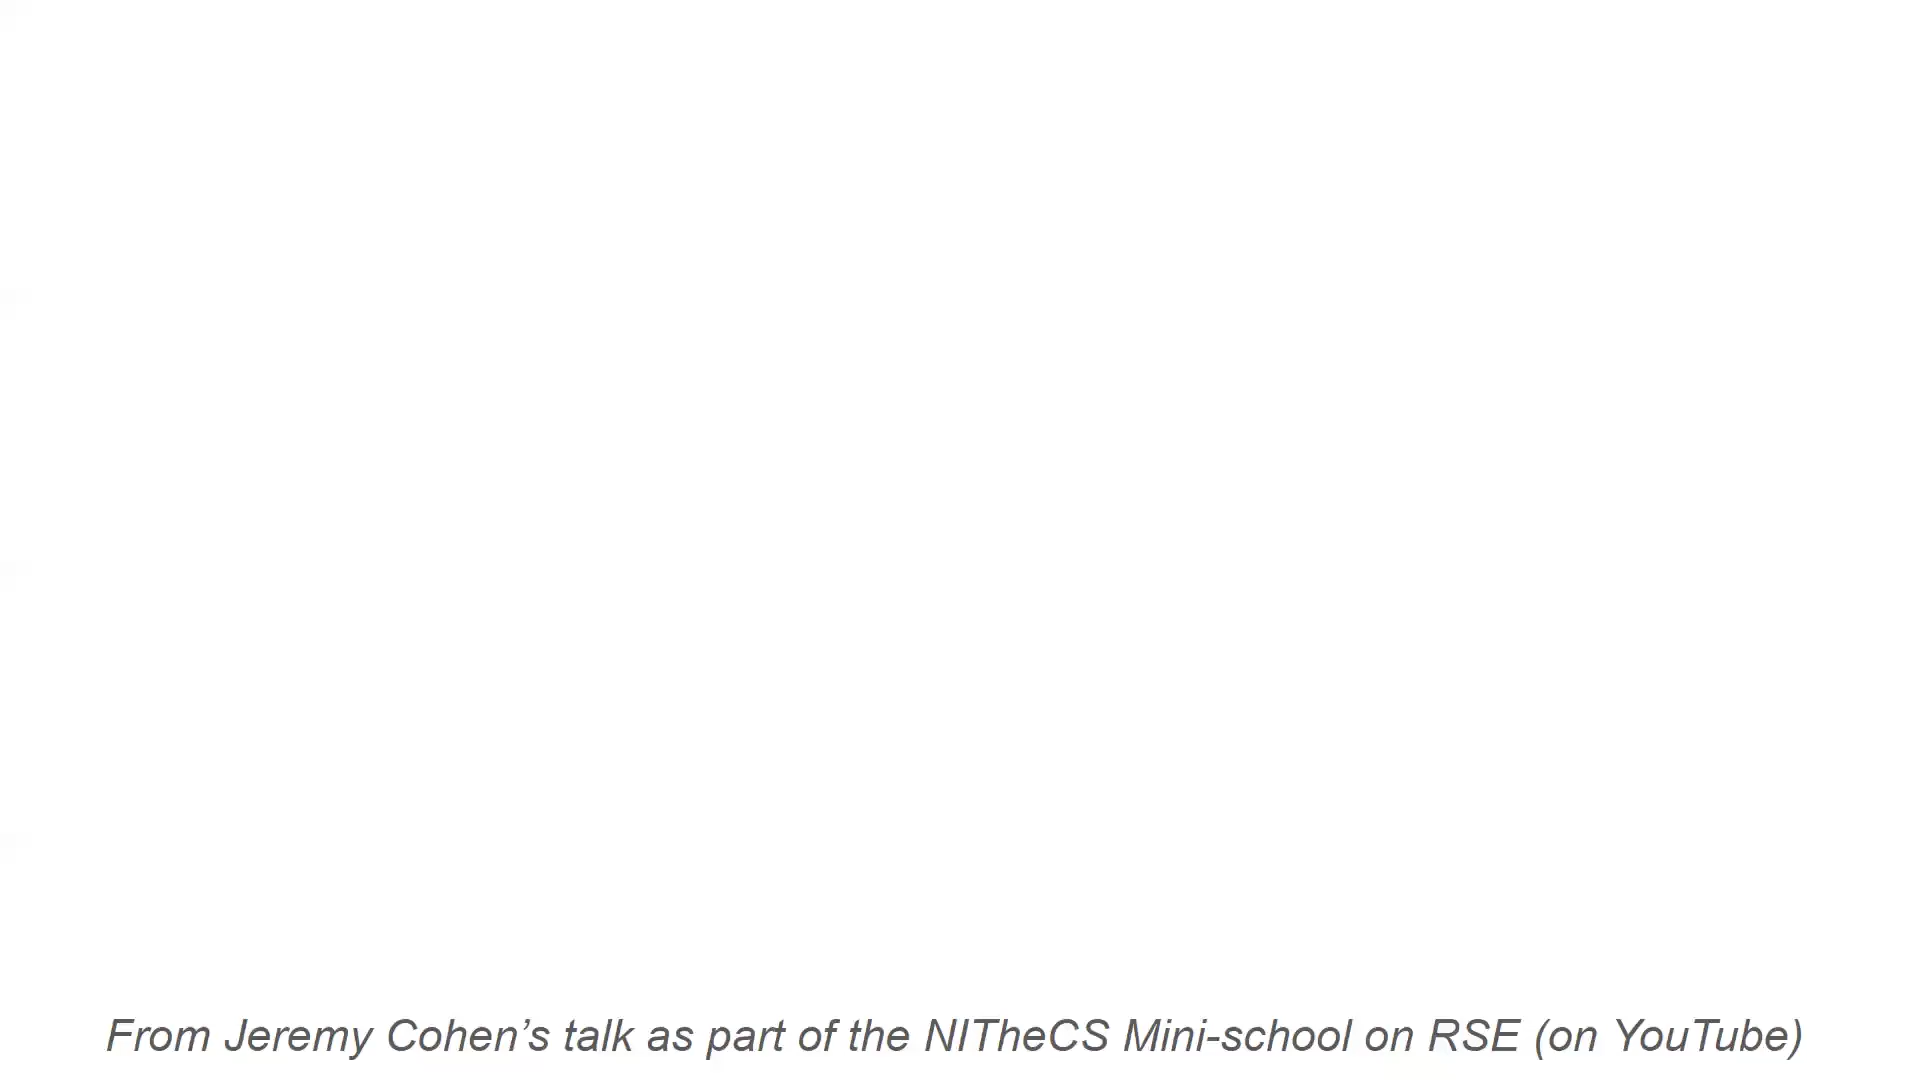 From Jeremy Cohen’s talk as part of the NITheCS Mini-school on RSE (on YouTube)